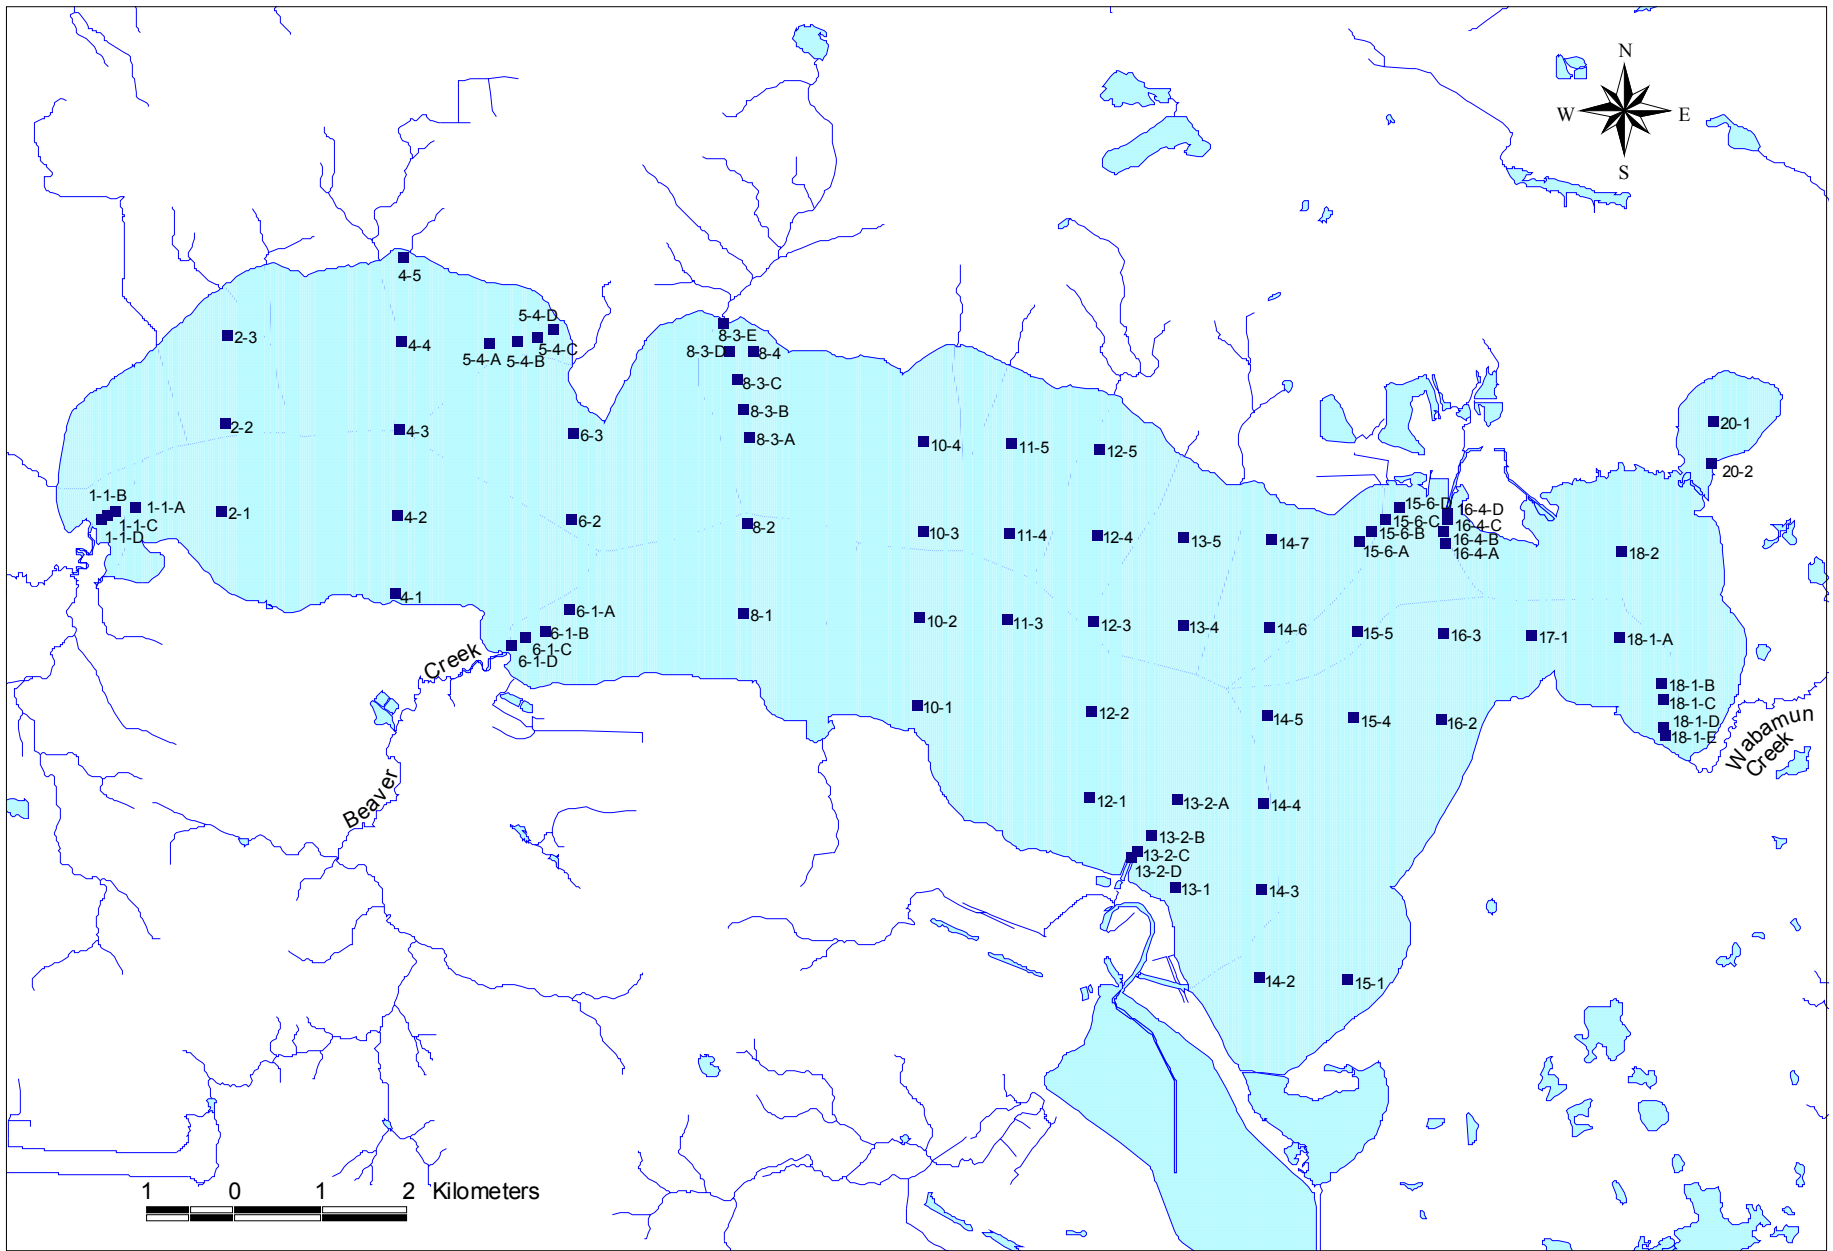 N
W E
S
4-5
5-4-D
2-3
4-4
5-4-C
5-4-A 5-4-B
8-3-E
8-3-D 8-4
8-3-C
8-3-B
8-3-A
2-2
4-3
6-3
10-4
11-5
12-5
20-1
20-2
1-1-B
1-1-A
1-1-C
1-1-D
2-1
4-2
6-2
8-2
10-3
11-4
12-4
13-5
14-7
15-6-D
15-6-C
15-6-B
15-6-A
16-4-D
16-4-C
16-4-B
16-4-A
18-2
4-1
6-1-A
6-1-B
6-1-C
6-1-D
8-1
10-2
11-3
12-3
13-4
14-6
15-5
16-3
17-1
18-1-A
18-1-B
18-1-C
18-1-D
18-1-E
Creek
Beaver
Wabamun
Creek
10-1
12-2
14-5
15-4
16-2
12-1
13-2-A
14-4
13-2-B
13-2-C
13-2-D
13-1
14-3
14-2
15-1
1 0 1 2 Kilometers